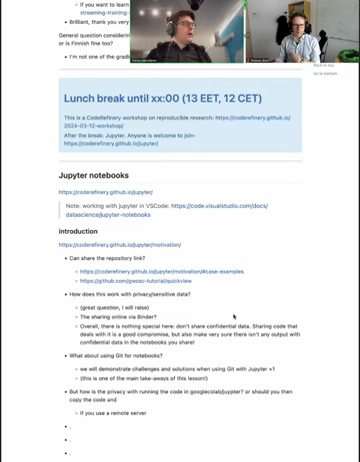 If you want to learn
streaming-training-
Brilliant, thank you very
General question considerin
or is Finnish fine too?
I'm not one of the gradi
Lunch break until xx:00 (13 EET, 12 CET)
This is a CodeRefinery workshop on reproducible research: https://coderefinery.github.io/
2024-03-12-workshop/
After the break: Jupyter. Anyone is welcome to join-
https://coderefinery.github.io/jupyter/
Jupyter notebooks
https://coderefinery.github.io/jupyter/
Note: working with jupyter in VSCode: https://code.visualstudio.com/docs/
datascience/jupyter-notebooks
introduction
https://coderefinery.github.io/jupyter/motivation/
Can share the repository link?
https://coderefinery.github.io/jupyter/motivation/#case-examples
https://github.com/gwosc-tutorial/quickview
How does this work with privacy/sensitive data?
(great question, I will raise)
The sharing online via Binder?
Overall, there is nothing special here: don't share confidential data. Sharing code that
deals with it is a good compromise, but also make very sure there isn't any output with
confidential data in the notebooks you share!
What about using Git for notebooks?
we will demonstrate challenges and solutions when using Git with Jupyter +1
(this is one of the main take-aways of this lesson!)
But how is the privacy with running the code in googlecolab/jupyter? or should you then
copy the code and
If you use a remote server